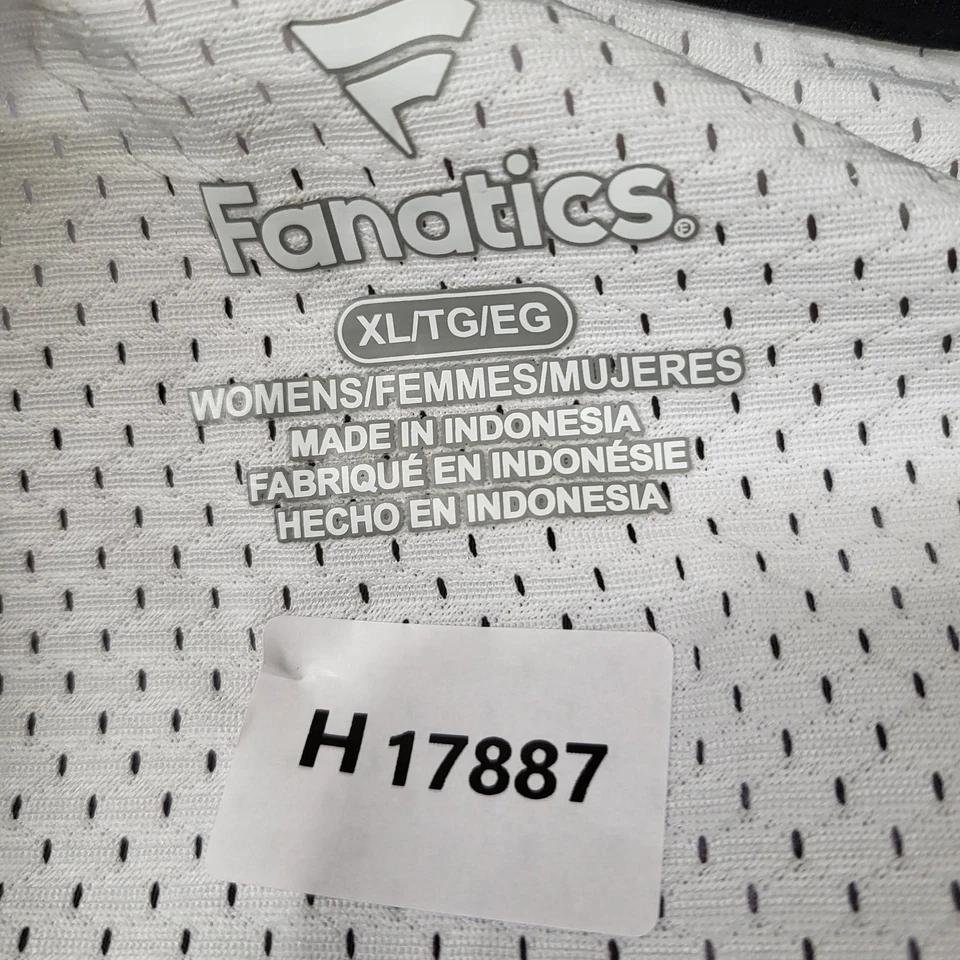 Fanatics.
XL/TG/EG
WOMENS/FEMMES/MUJERES
MADE IN INDONESIA
FABRIQUÉ EN INDONÉSIE
HECHO EN INDONESIA
H 17887